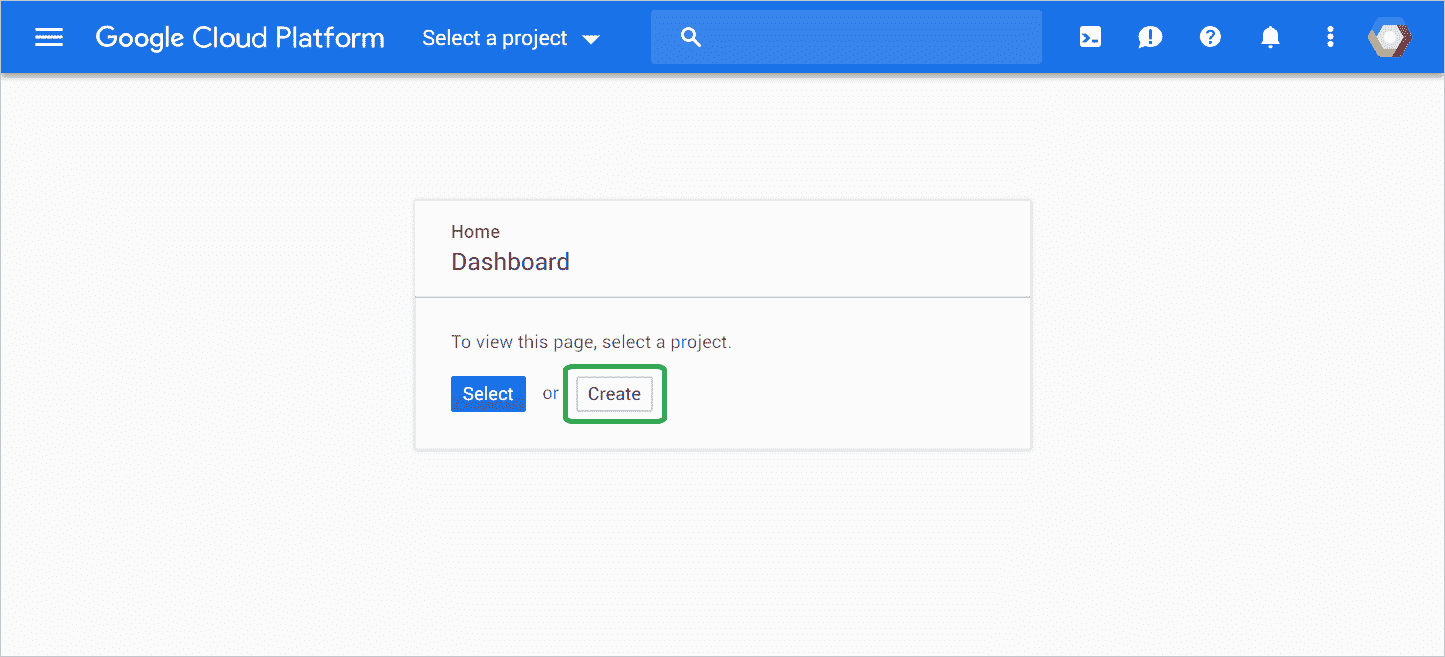 Google Cloud Platform Select a project
Home
Dashboard
To view this page, select a project.
Select or Create